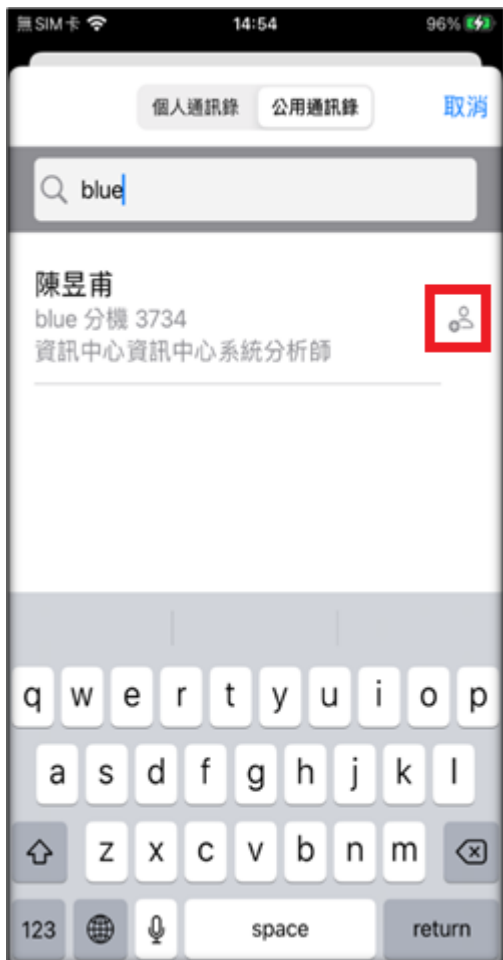 無SIM卡 14:54 96%
個人通訊錄 公用通訊錄 取消
blue
陳昱甫
blue 分機 3734
資訊中心資訊中心系統分析師
q w e r t y u i o p
a s d f g h j k l
z x c v b n m
123 space return